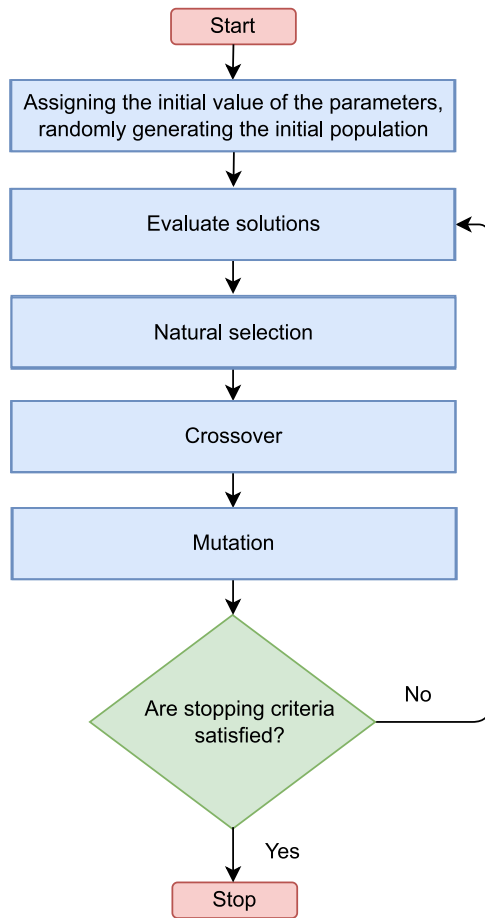 Start
Assigning the initial value of the parameters,
randomly generating the initial population
Evaluate solutions
Natural selection
Crossover
Mutation
Are stopping criteria
satisfied?
No
Yes
Stop